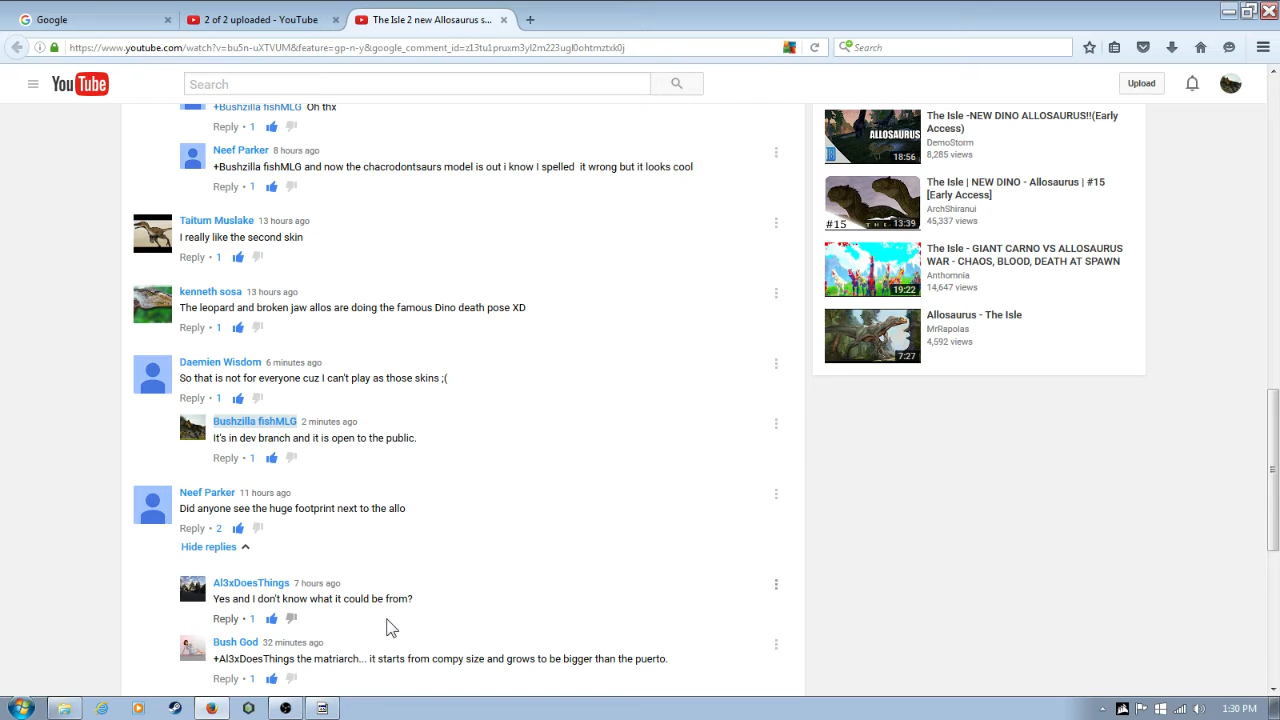 Google
2 of 2 uploaded - YouTube
The Isle 2 new Allosaurus s...
https://www.youtube.com/watch?v=bu5n-uXTVUM&feature=gp-n-y&google_comment_id=z13tu1pruxm3yl2m223ugl0ohtmztxk0j
Search
YouTube
Search
Upload
+Bushzilla fishMLG Oh thx
Reply • 1
Neef Parker 8 hours ago
+Bushzilla fishMLG and now the chacrodontsaurs model is out i know I spelled it wrong but it looks cool
Reply • 1
Taitum Muslake 13 hours ago
I really like the second skin
Reply • 1
kenneth sosa 13 hours ago
The leopard and broken jaw allos are doing the famous Dino death pose XD
Reply • 1
Daemien Wisdom 6 minutes ago
So that is not for everyone cuz I can't play as those skins ;(
Reply • 1
Bushzilla fishMLG 2 minutes ago
It's in dev branch and it is open to the public.
Reply • 1
Neef Parker 11 hours ago
Did anyone see the huge footprint next to the allo
Reply • 2
Hide replies
Al3xDoesThings 7 hours ago
Yes and I don't know what it could be from?
Reply • 1
Bush God 32 minutes ago
+Al3xDoesThings the matriarch... it starts from compy size and grows to be bigger than the puerto.
Reply • 1
ALLOSAURUS
18:56
The Isle -NEW DINO ALLOSAURUS!!(Early
Access)
DemoStorm
8,285 views
#15
13:39
The Isle | NEW DINO - Allosaurus | #15
[Early Access]
ArchShiranui
45,337 views
19:22
The Isle - GIANT CARNO VS ALLOSAURUS
WAR - CHAOS, BLOOD, DEATH AT SPAWN
Anthomnia
14,647 views
7:27
Allosaurus - The Isle
MrRapolas
4,592 views
1:30 PM